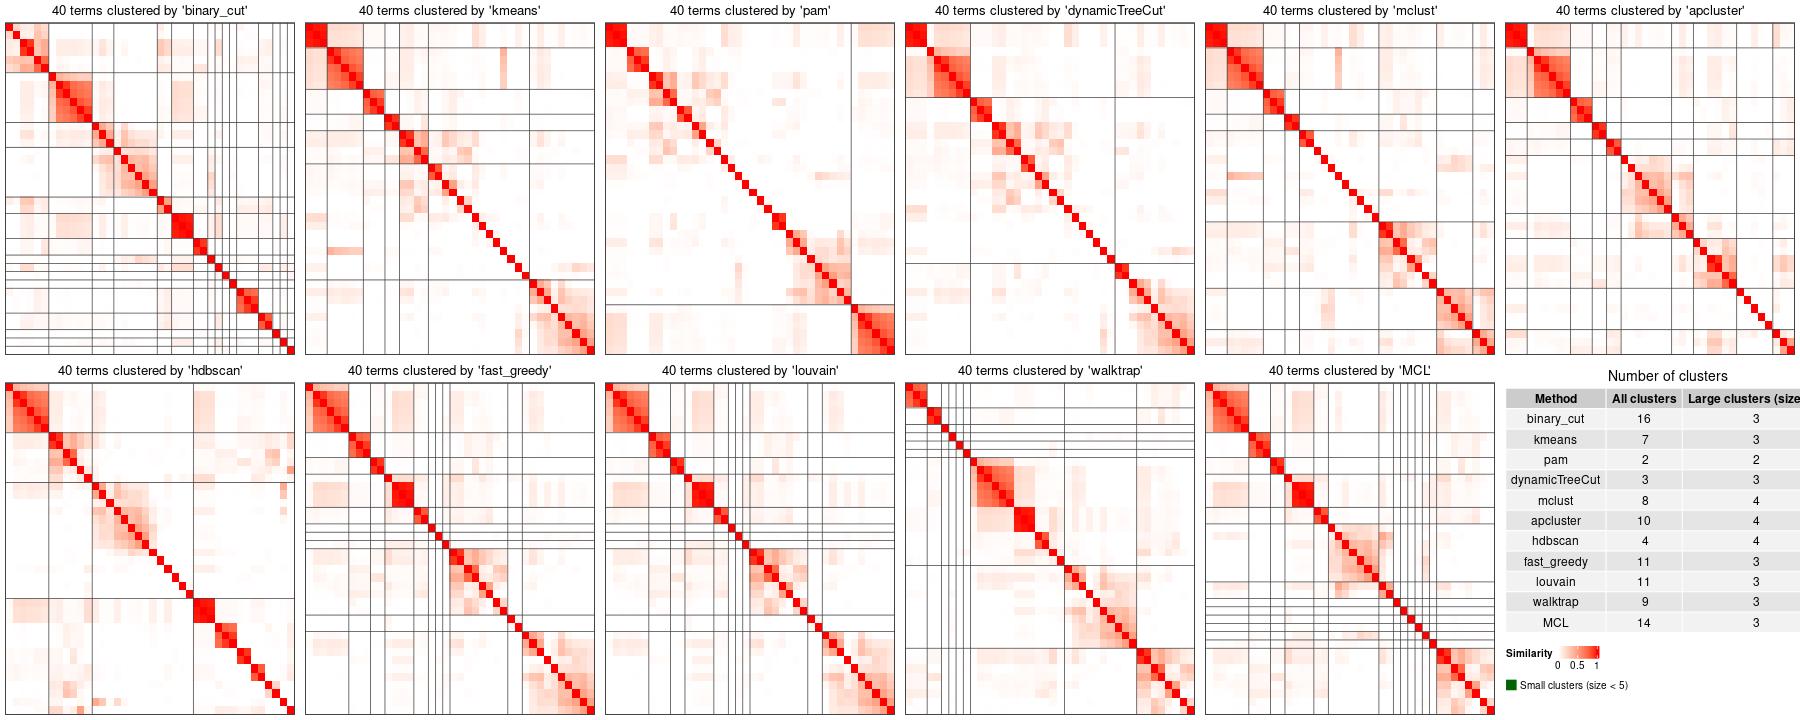 40 terms clustered by 'binary_cut'
40 terms clustered by 'kmeans'
40 terms clustered by 'pam'
40 terms clustered by 'dynamicTreeCut'
40 terms clustered by 'mclust'
40 terms clustered by 'apcluster'
40 terms clustered by 'hdbscan'
40 terms clustered by 'fast_greedy'
40 terms clustered by 'louvain'
40 terms clustered by 'walktrap'
40 terms clustered by 'MCL'
Number of clusters
Method All clusters Large clusters (size
binary_cut 16 3
kmeans 7 3
pam 2 2
dynamicTreeCut 3 3
mclust 8 4
apcluster 10 4
hdbscan 4 4
fast_greedy 11 3
louvain 11 3
walktrap 9 3
MCL 14 3
Similarity
0 0.5 1
Small clusters (size < 5)